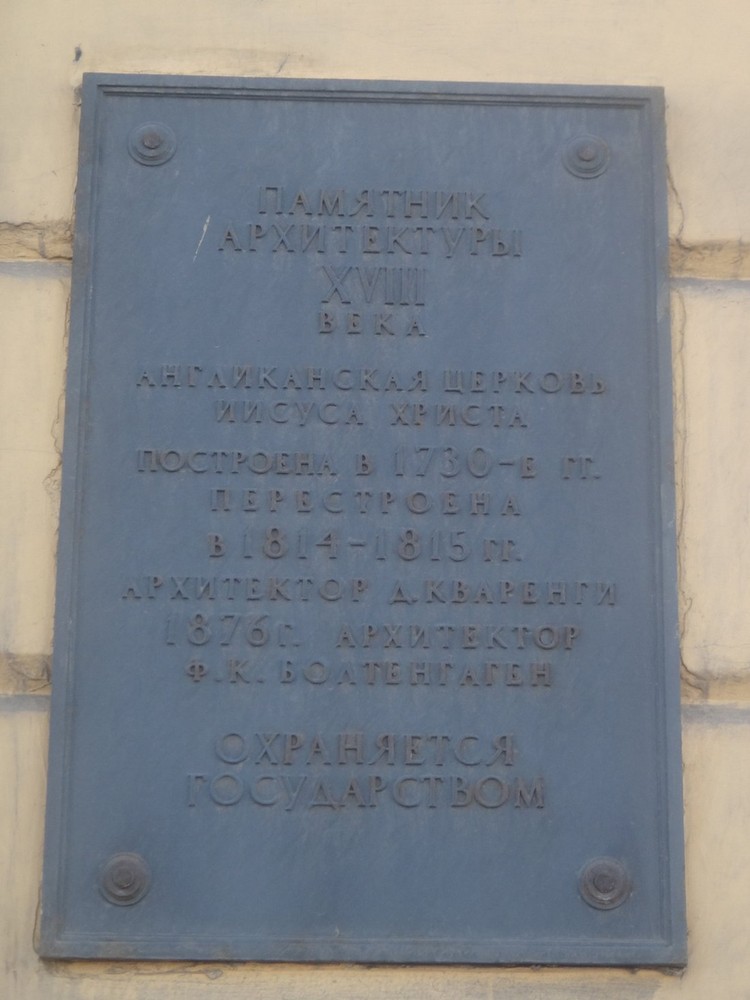 ПАМЯТНИК
АРХИТЕКТУРЫ
XVIII
ВЕКА
АНГЛИКАНСКАЯ ЦЕРКОВЬ
ИИСУСА ХРИСТА
ПОСТРОЕНА В 1730-Е ГГ.
ПЕРЕСТРОЕНА
В 1814-1815 ГГ.
АРХИТЕКТОР Д.КВАРЕНГИ
1876 Г. АРХИТЕКТОР
Ф.К. БОЛТЕНГАГЕН
ОХРАНЯЕТСЯ
ГОСУДАРСТВОМ